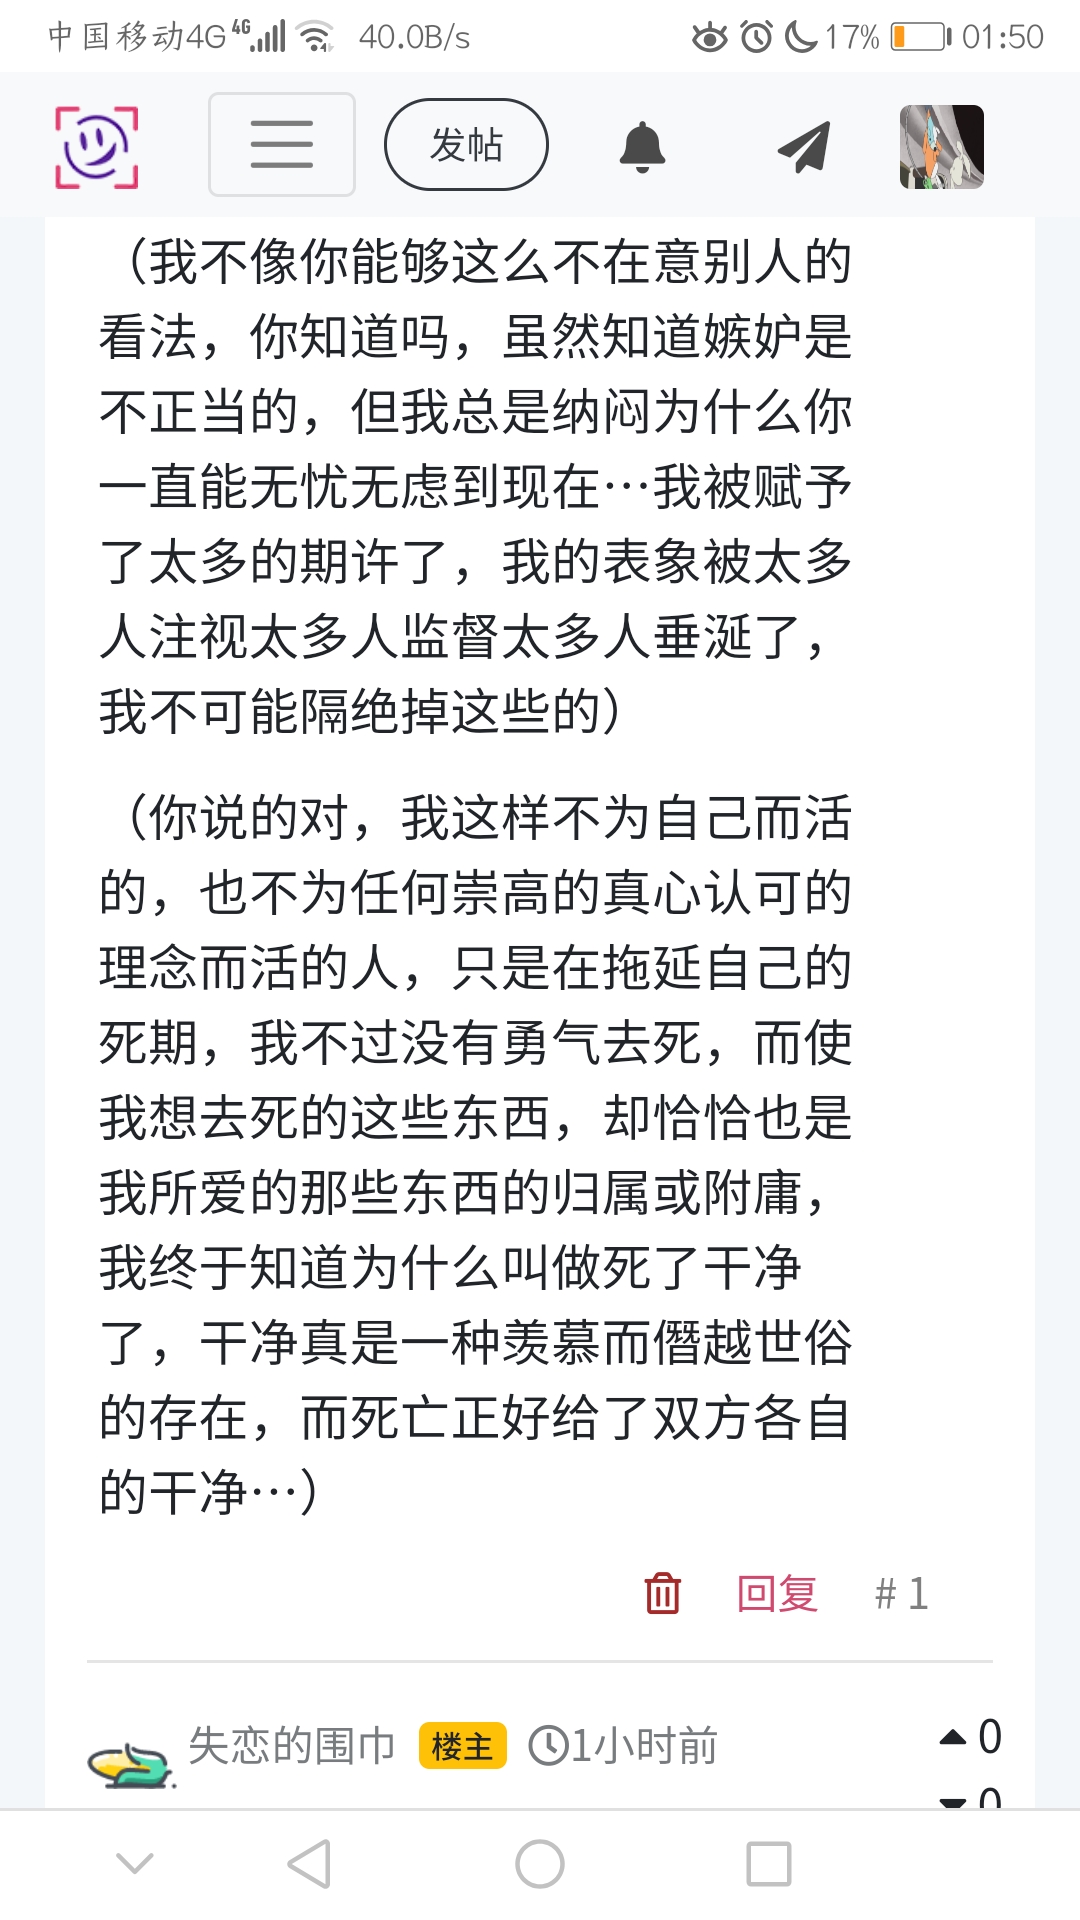 中国移动4G 4G 40.0B/s 17% 01:50
发帖
（我不像你能够这么不在意别人的
看法，你知道吗，虽然知道嫉妒是
不正当的，但我总是纳闷为什么你
一直能无忧无虑到现在…我被赋予
了太多的期许了，我的表象被太多
人注视太多人监督太多人垂涎了，
我不可能隔绝掉这些的）
（你说的对，我这样不为自己而活
的，也不为任何崇高的真心认可的
理念而活的人，只是在拖延自己的
死期，我不过没有勇气去死，而使
我想去死的这些东西，却恰恰也是
我所爱的那些东西的归属或附庸，
我终于知道为什么叫做死了干净
了，干净真是一种羡慕而僭越世俗
的存在，而死亡正好给了双方各自
的干净…）
回复 # 1
失恋的围巾 楼主 1小时前 0
0